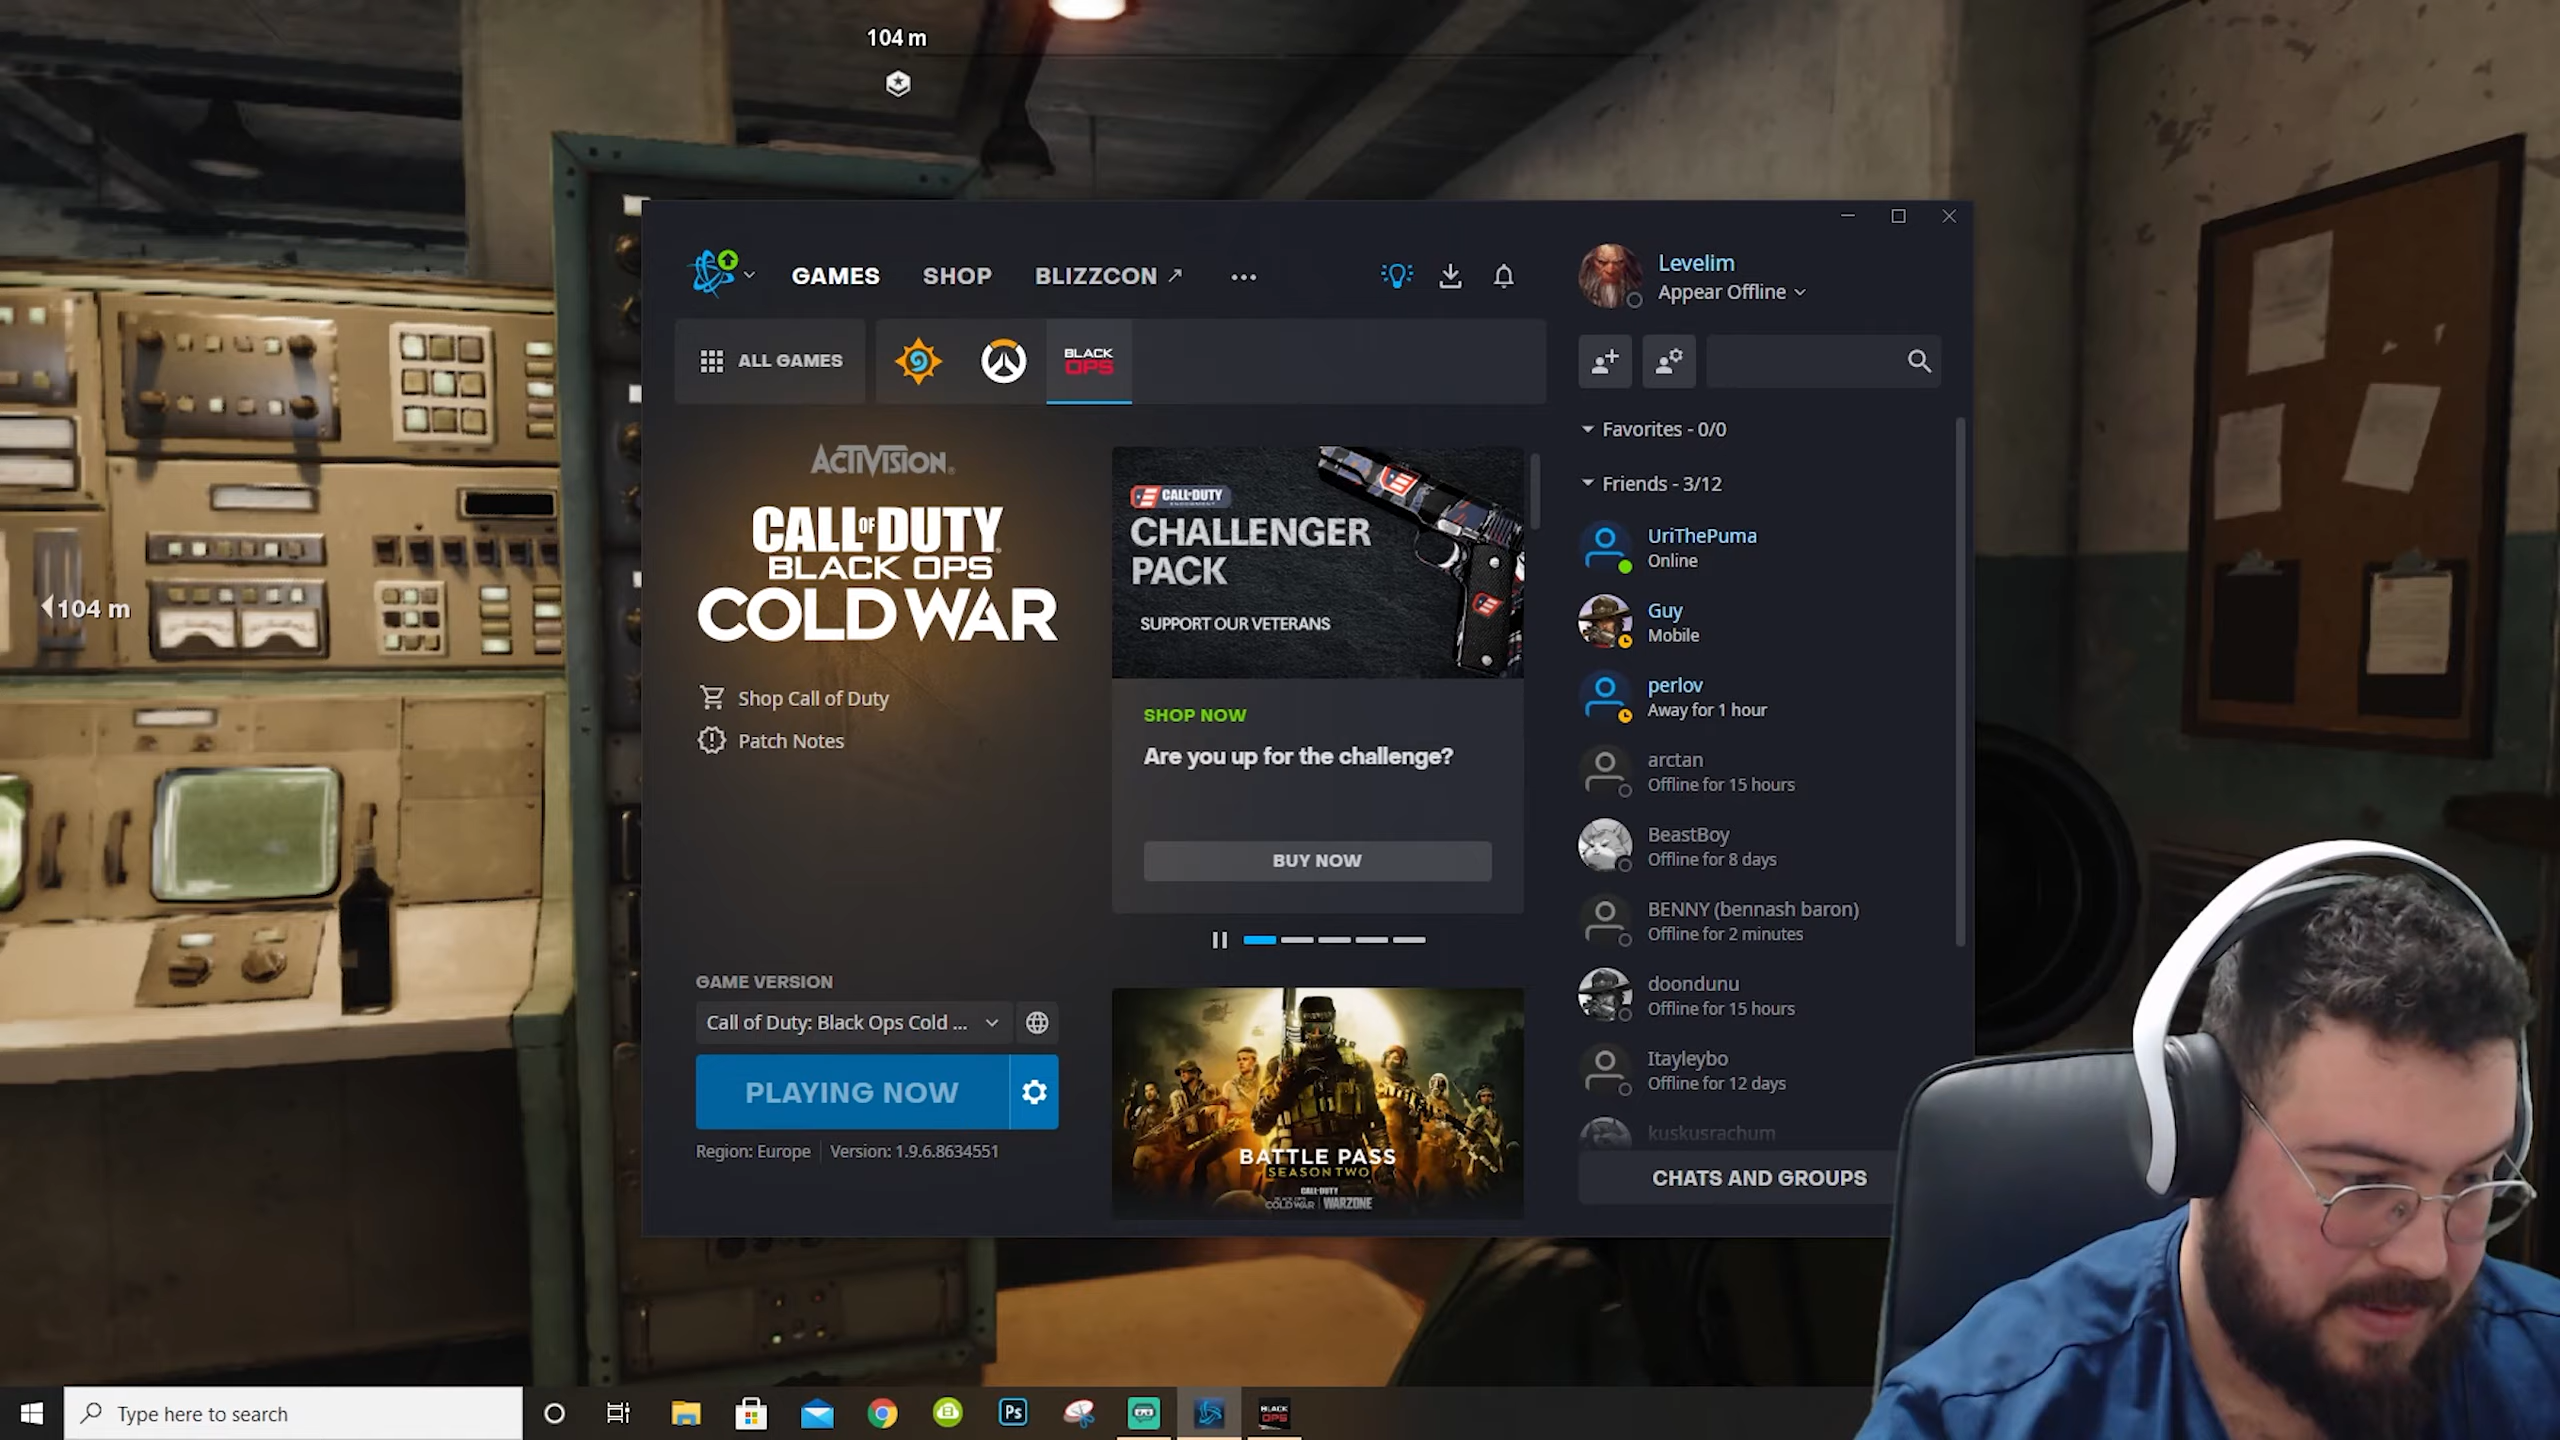 104 m
104 m
GAMES
SHOP
BLIZZCON
Levelim
Appear Offline
ALL GAMES
BLACK
OPS
Favorites - 0/0
Friends - 3/12
UriThePuma
Online
Guy
Mobile
perlov
Away for 1 hour
arctan
Offline for 15 hours
BeastBoy
Offline for 8 days
BENNY (bennash baron)
Offline for 2 minutes
doondunu
Offline for 15 hours
Itayleybo
Offline for 12 days
kuskusrachum
CHATS AND GROUPS
ACTIVISION
CALL OF DUTY
BLACK OPS
COLD WAR
Shop Call of Duty
Patch Notes
CALL OF DUTY
CHALLENGER
PACK
SUPPORT OUR VETERANS
SHOP NOW
Are you up for the challenge?
BUY NOW
BATTLE PASS
SEASON TWO
CALL OF DUTY
COLD WAR WARZONE
GAME VERSION
Call of Duty: Black Ops Cold ...
PLAYING NOW
Region: Europe Version: 1.9.6.8634551
Type here to search
Ps
BLACK
OPS